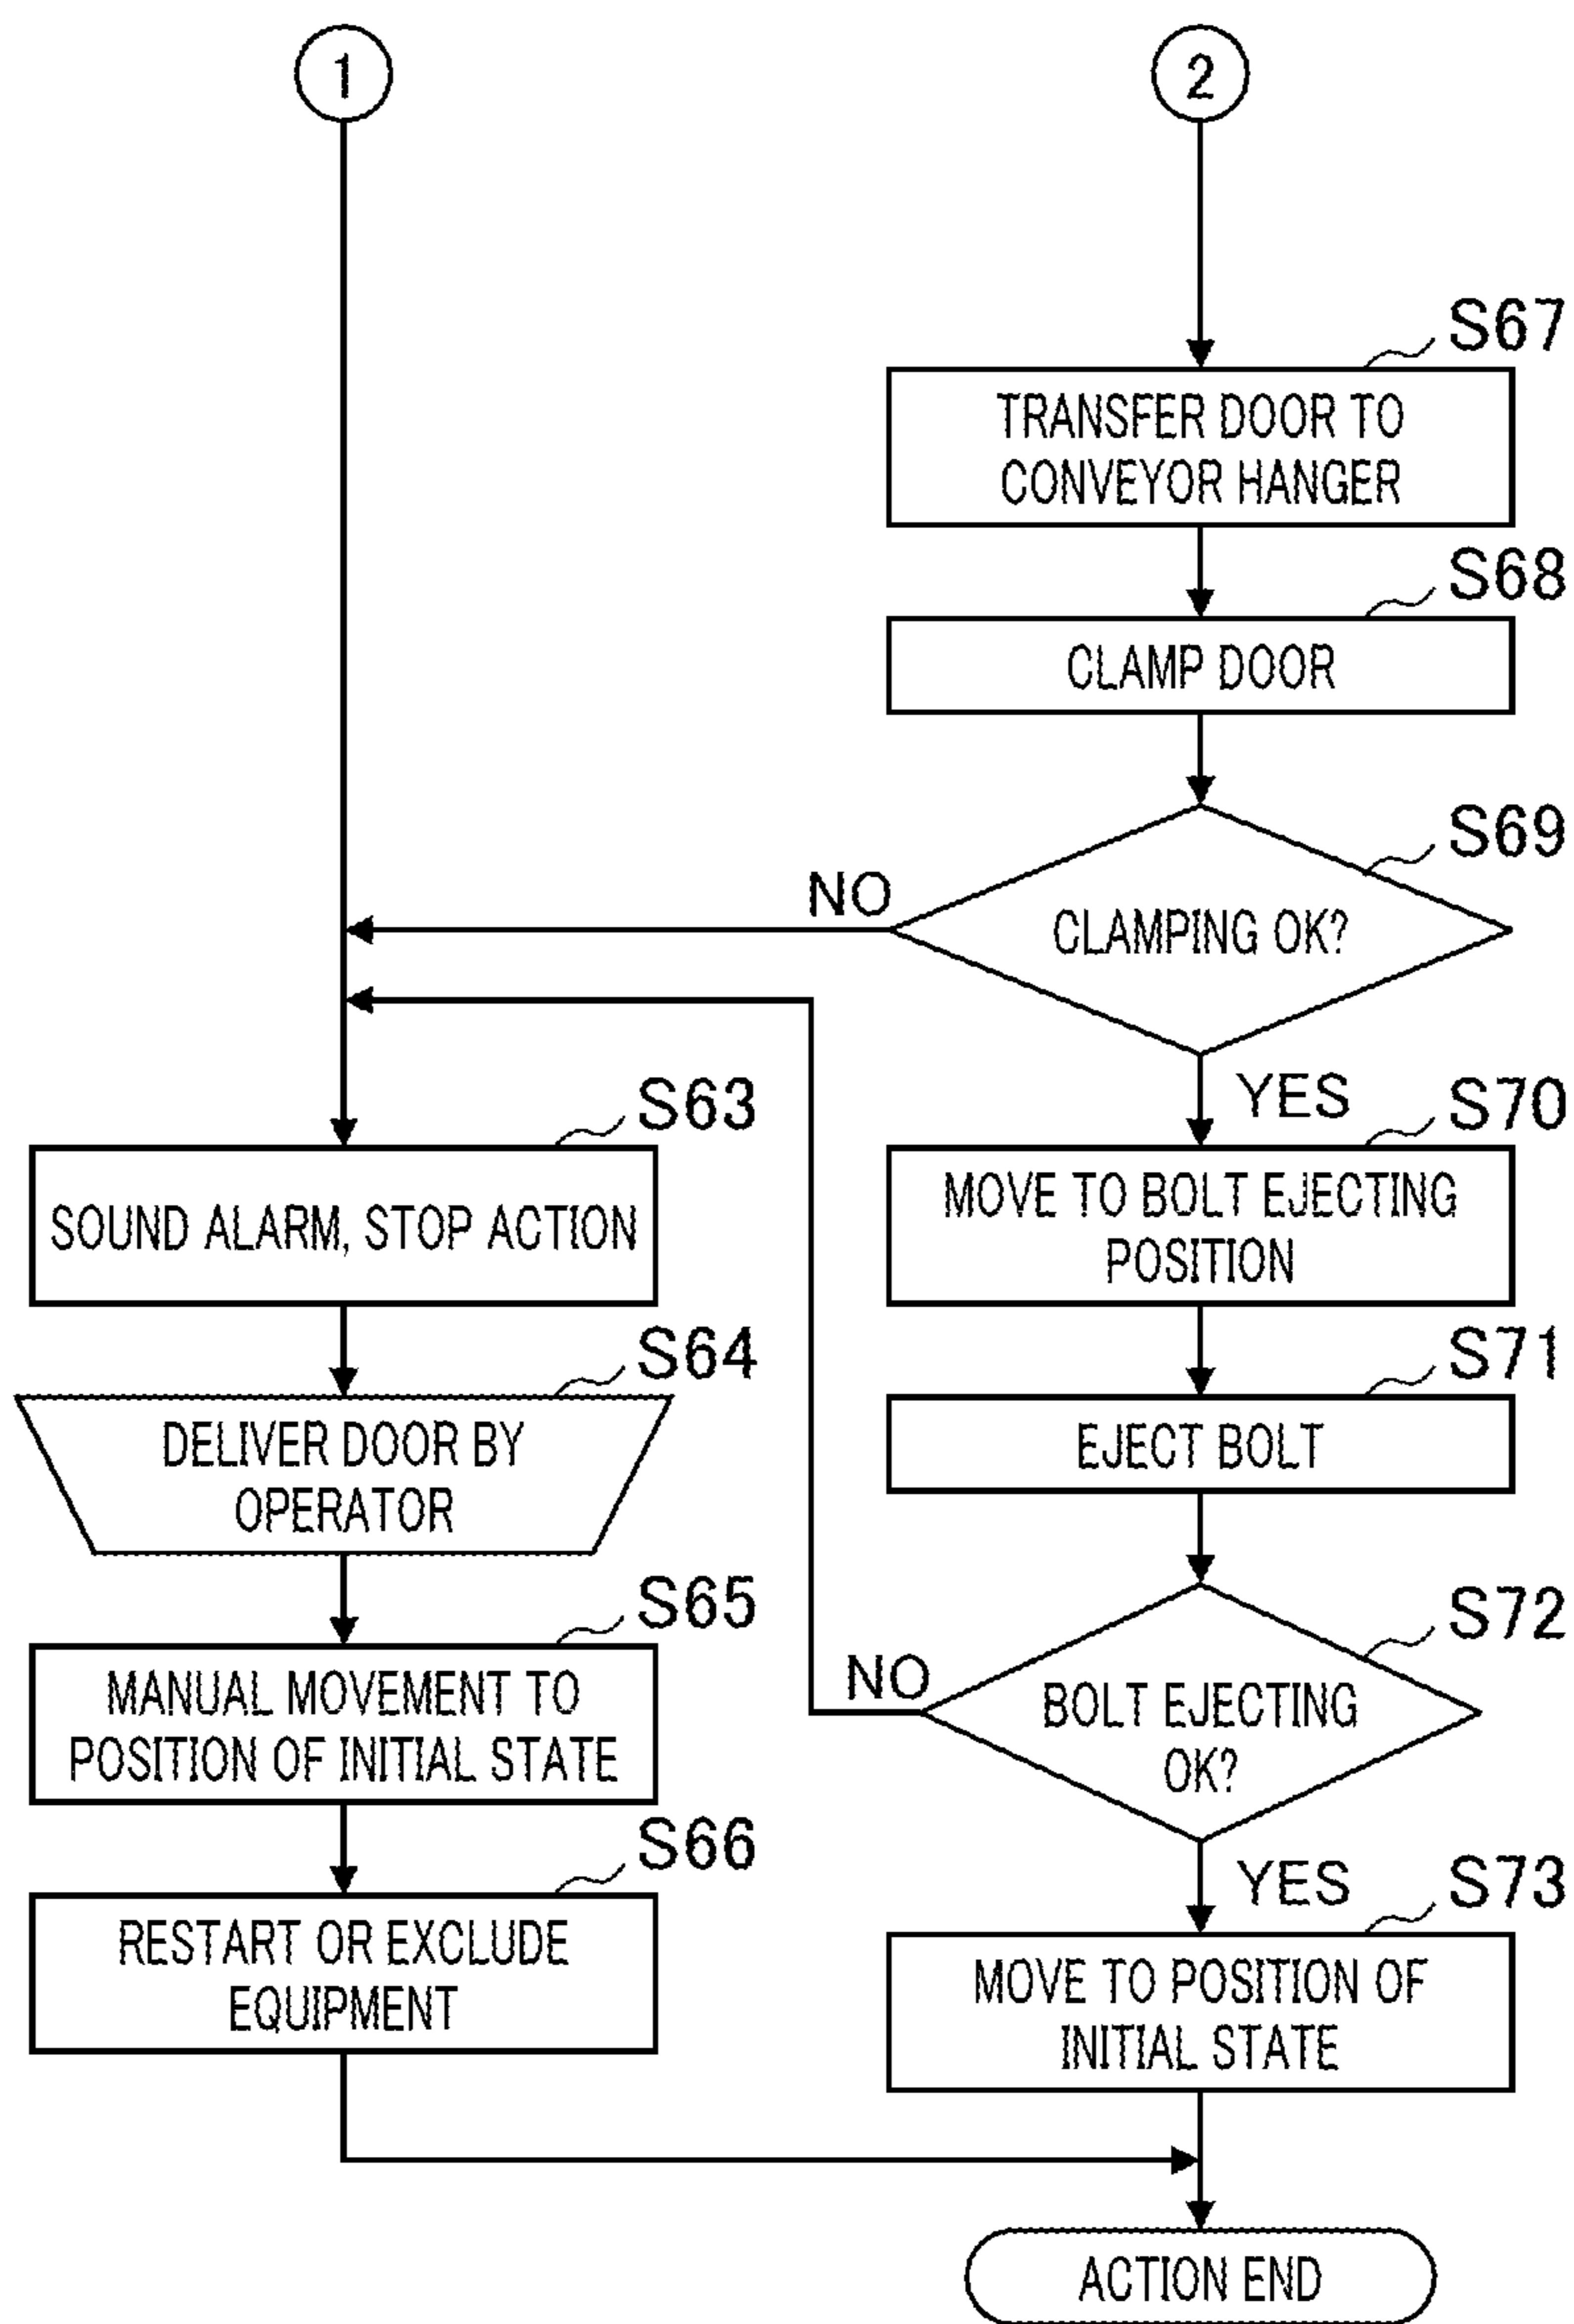 1
2
S67
TRANSFER DOOR TO
CONVEYOR HANGER
S68
CLAMP DOOR
S69
NO
CLAMPING OK?
YES
S63
S70
SOUND ALARM, STOP ACTION
MOVE TO BOLT EJECTING
POSITION
S64
S71
DELIVER DOOR BY
OPERATOR
EJECT BOLT
S65
S72
MANUAL MOVEMENT TO
POSITION OF INITIAL STATE
NO
BOLT EJECTING
OK?
S66
YES
S73
RESTART OR EXCLUDE
EQUIPMENT
MOVE TO POSITION OF
INITIAL STATE
ACTION END